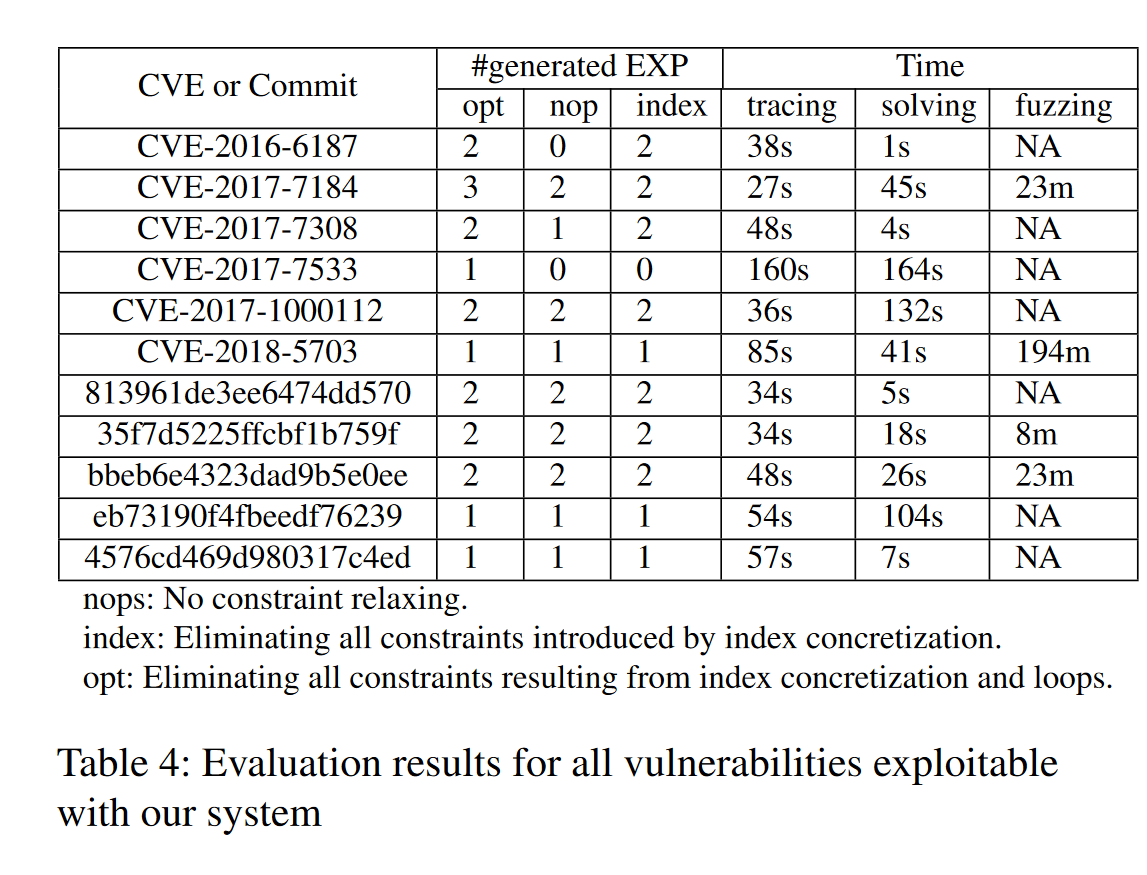 CVE or Commit #generated EXP Time
opt nop index tracing solving fuzzing
CVE-2016-6187 2 0 2 38s 1s NA
CVE-2017-7184 3 2 2 27s 45s 23m
CVE-2017-7308 2 1 2 48s 4s NA
CVE-2017-7533 1 0 0 160s 164s NA
CVE-2017-1000112 2 2 2 36s 132s NA
CVE-2018-5703 1 1 1 85s 41s 194m
813961de3ee6474dd570 2 2 2 34s 5s NA
35f7d5225ffcbf1b759f 2 2 2 34s 18s 8m
bbeb6e4323dad9b5e0ee 2 2 2 48s 26s 23m
eb73190f4fbeedf76239 1 1 1 54s 104s NA
4576cd469d980317c4ed 1 1 1 57s 7s NA
nops: No constraint relaxing.
index: Eliminating all constraints introduced by index concretization.
opt: Eliminating all constraints resulting from index concretization and loops.
Table 4: Evaluation results for all vulnerabilities exploitable
with our system